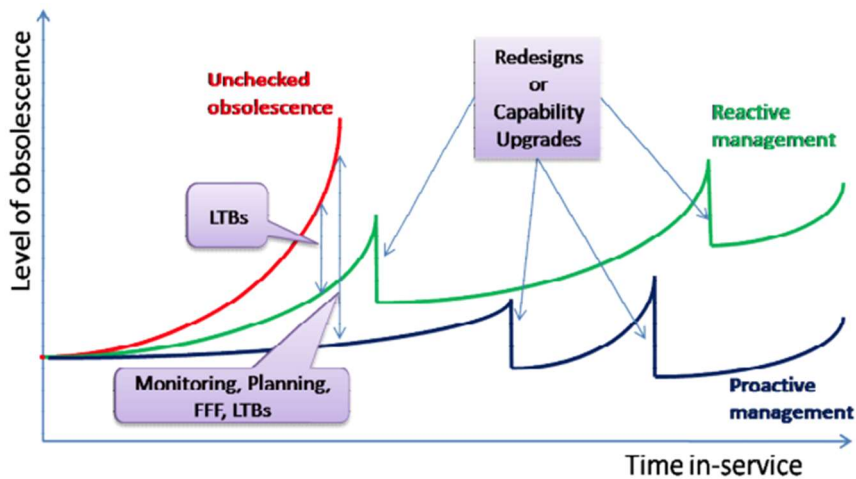 Level of obsolescence
Unchecked
obsolescence
Redesigns
or
Capability
Upgrades
Reactive
management
LTBs
Monitoring, Planning,
FFF, LTBs
Proactive
management
Time in-service